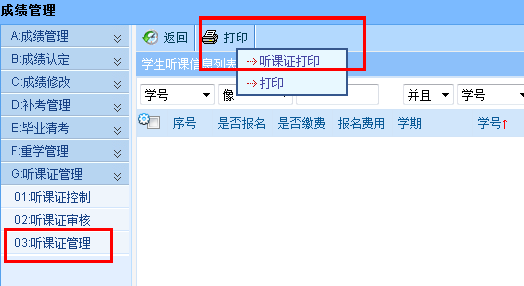 成绩管理
A:成绩管理
B:成绩认定
C:成绩修改
D:补考管理
E:毕业清考
F:重学管理
G:听课证管理
01:听课证控制
02:听课证审核
03:听课证管理
返回 打印
学生听课信息列表
听课证打印
打印
学号 像 并且 学号
序号 是否报名 是否缴费 报名费用 学期 学号↑